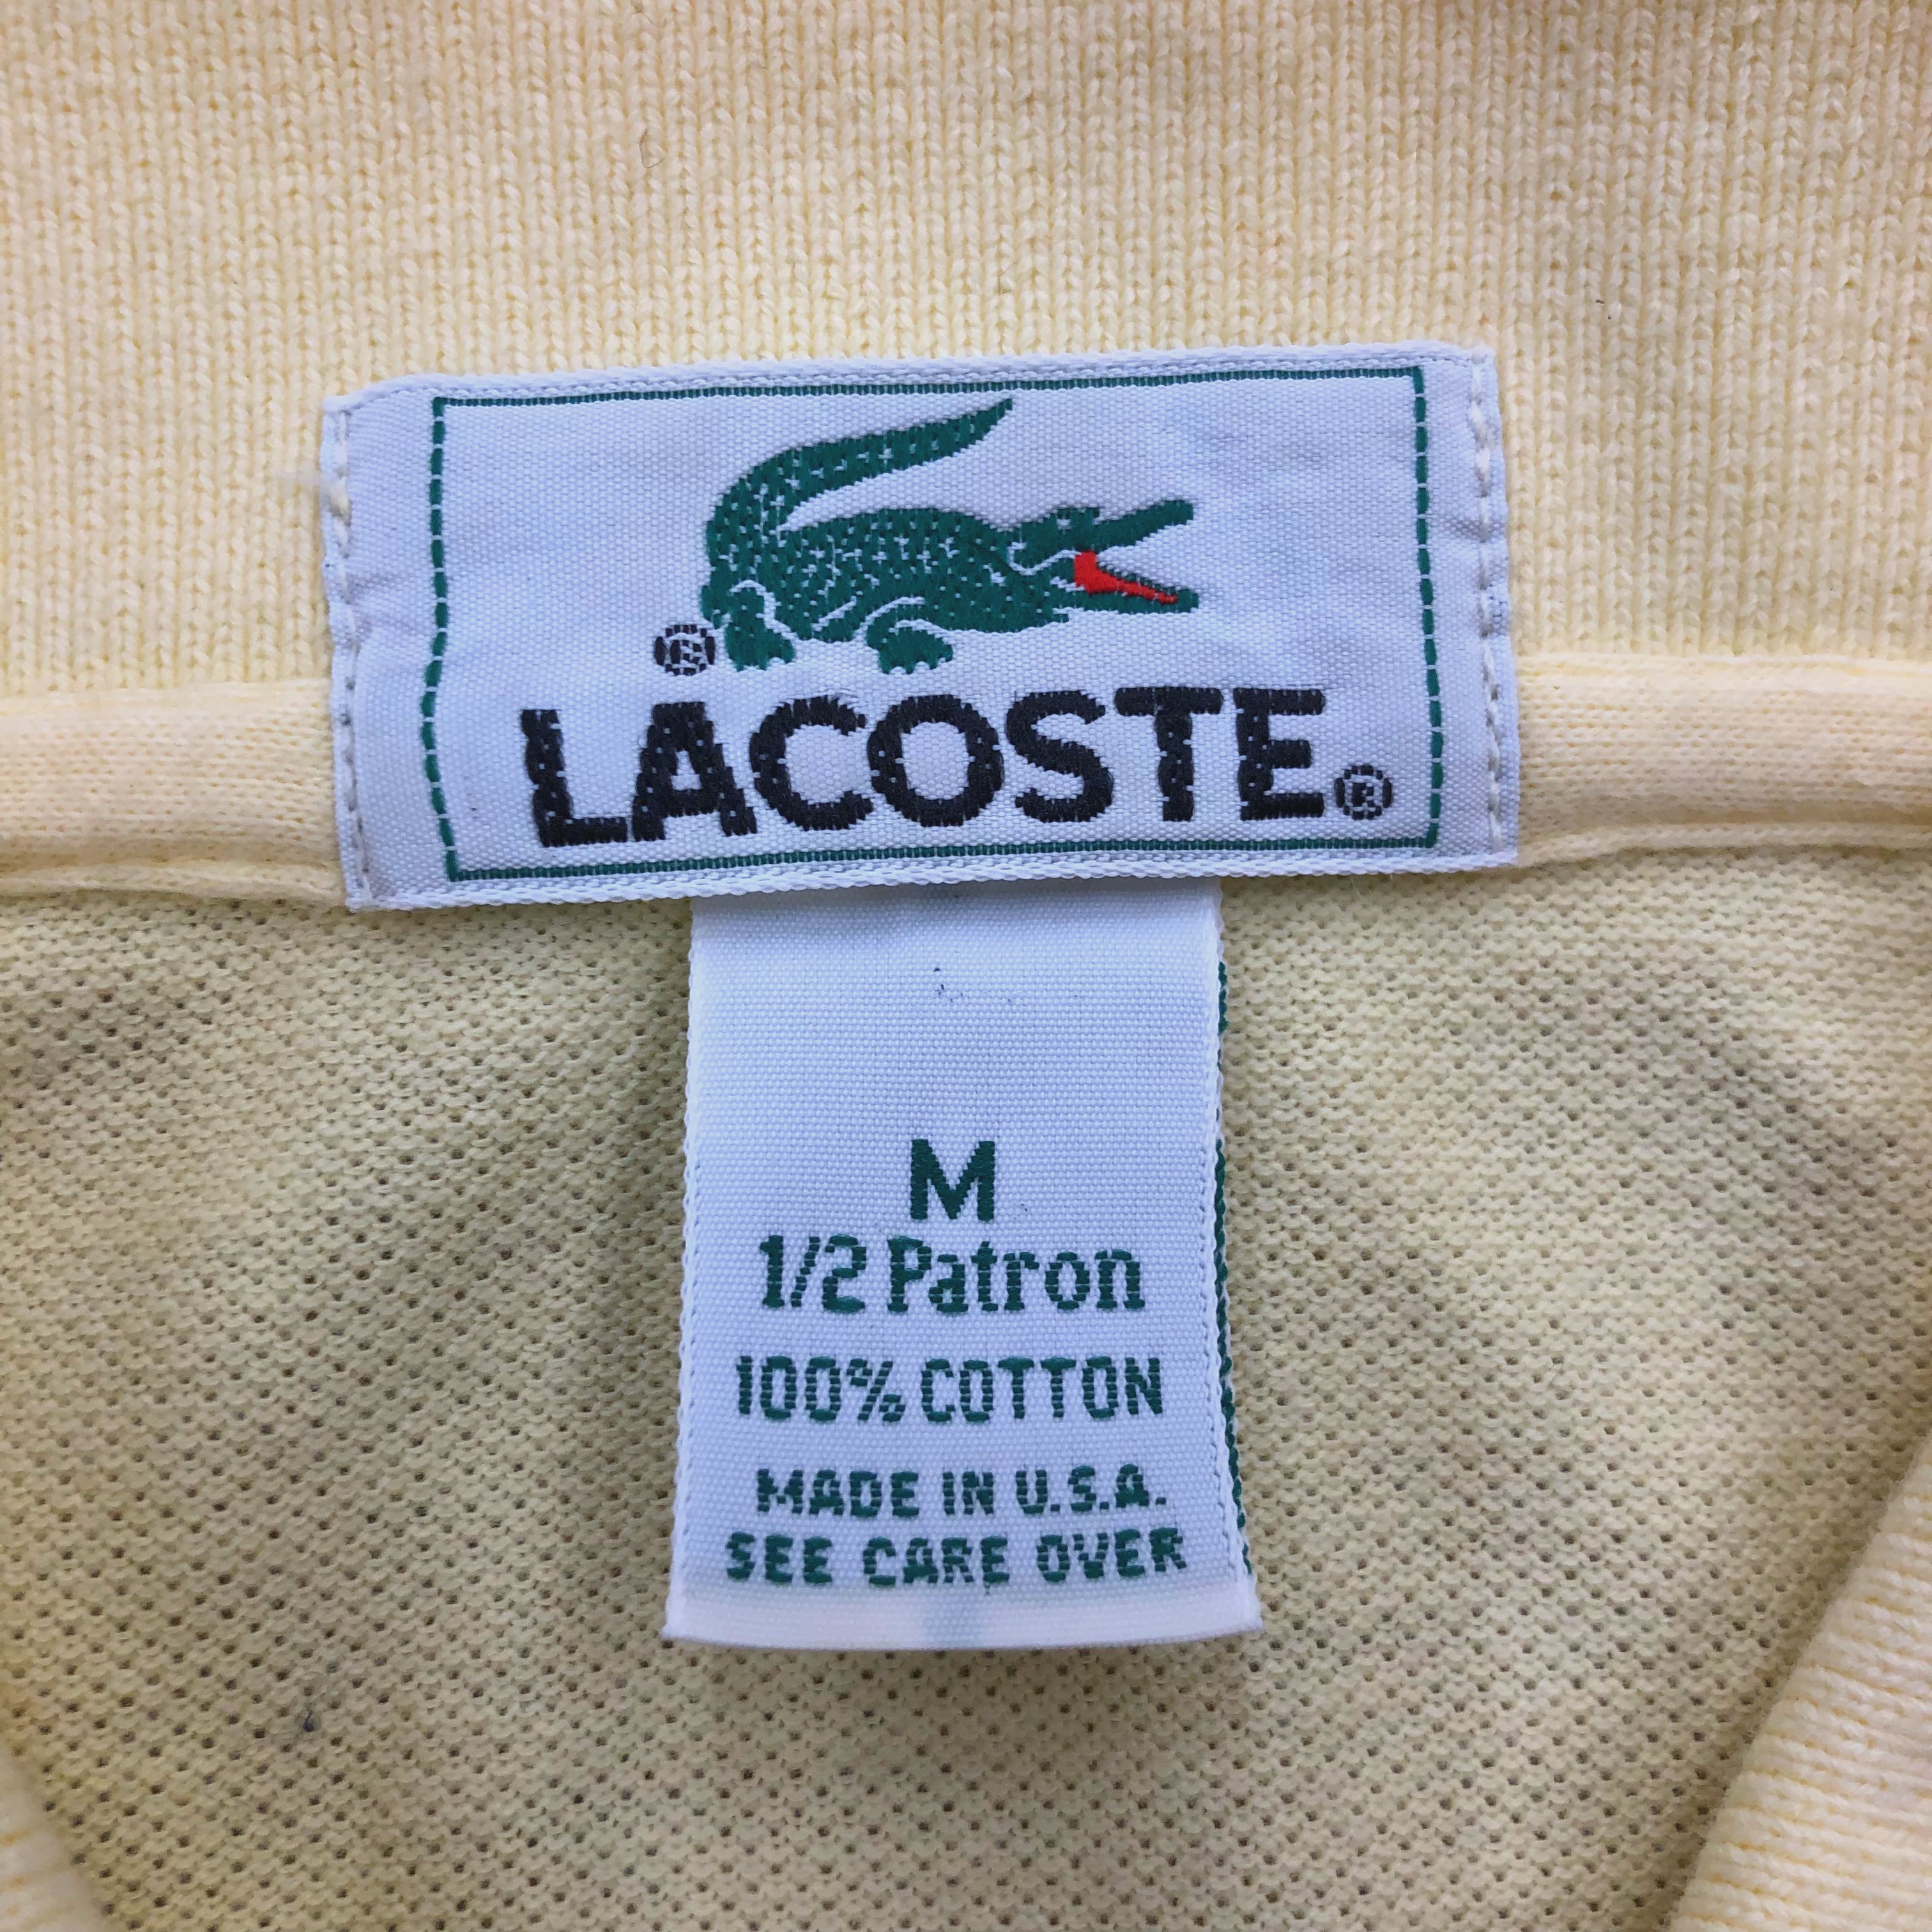 ®
LACOSTE®
M
1/2 Patron
100% COTTON
MADE IN U.S.A.
SEE CARE OVER